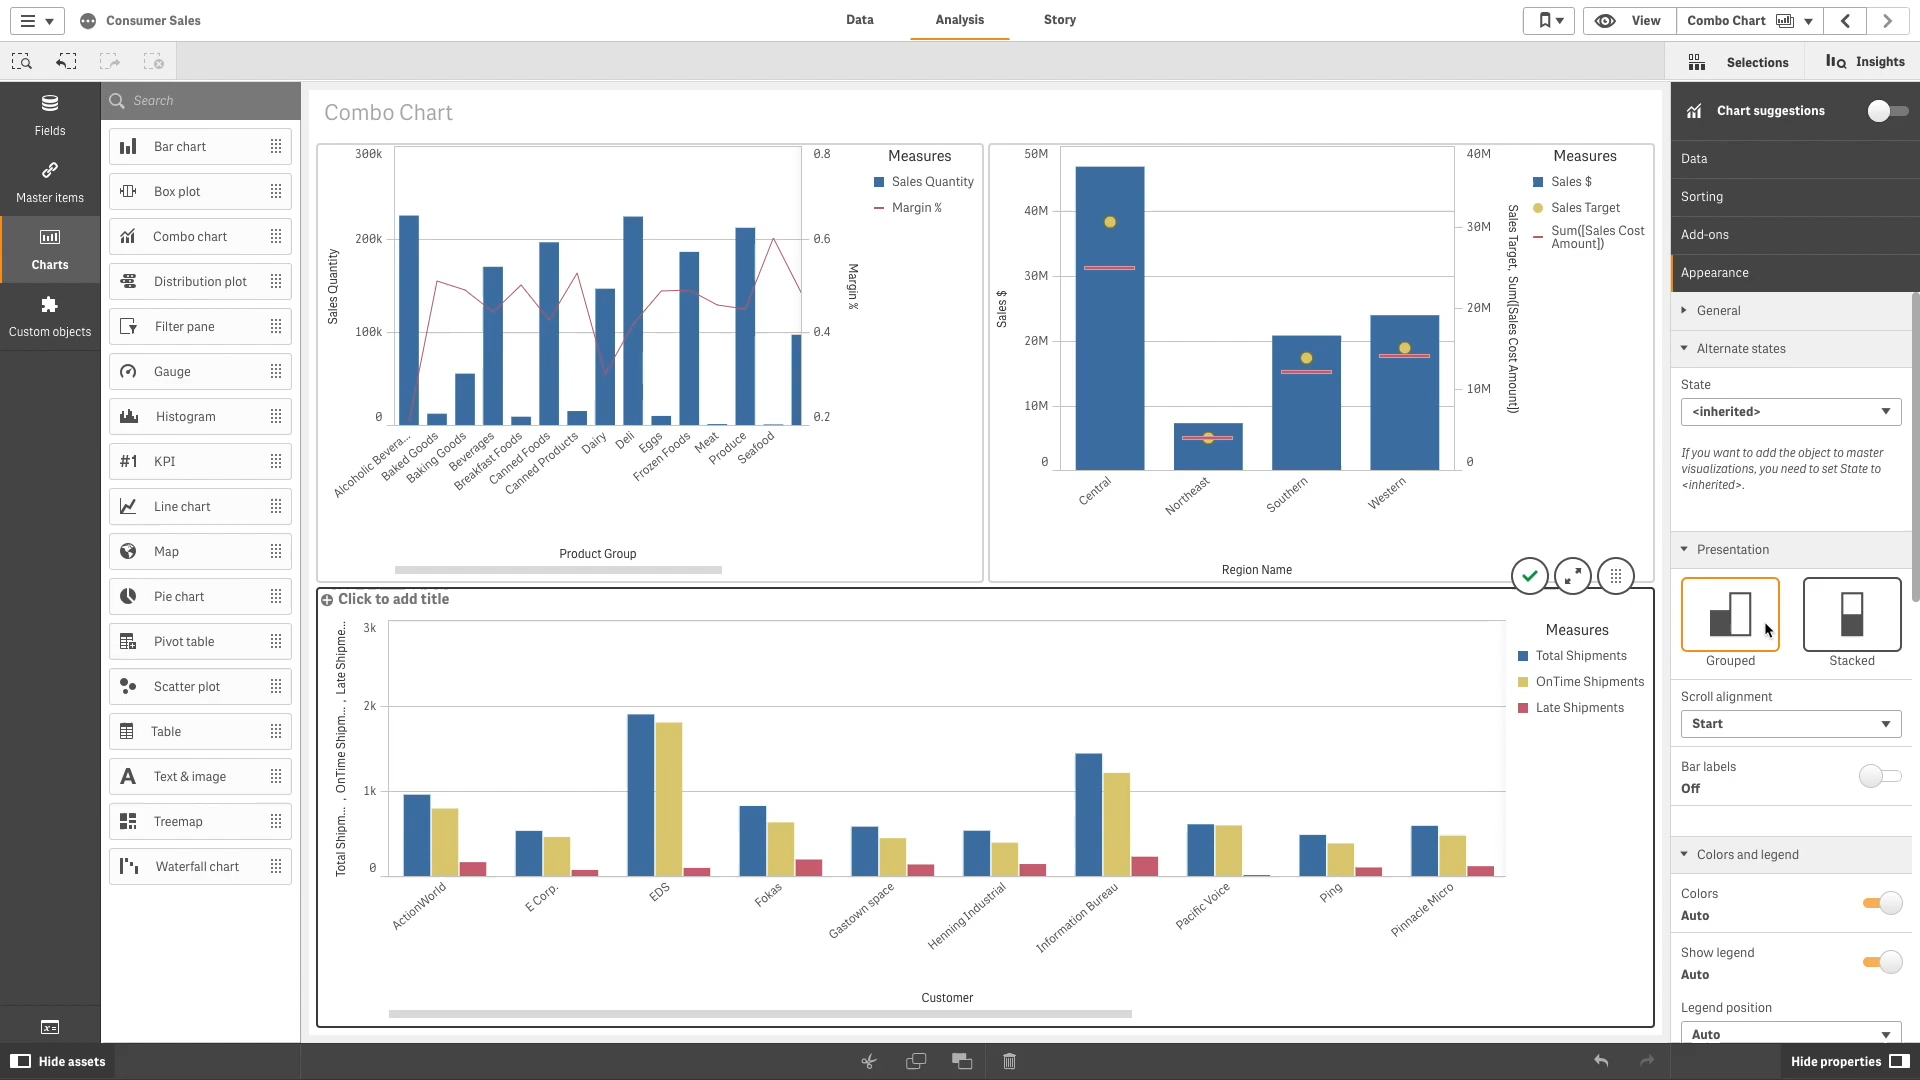 Consumer Sales
Data
Analysis
Story
View
Combo Chart
Selections
Insights
Fields
Master items
Charts
Custom objects
Search
Bar chart
Box plot
Combo chart
Distribution plot
Filter pane
Gauge
Histogram
#1 KPI
Line chart
Map
Pie chart
Pivot table
Scatter plot
Table
A Text & image
Treemap
Waterfall chart
Combo Chart
300k
200k
100k
0
Sales Quantity
0.8
0.6
0.4
0.2
Margin %
Alcoholic Bevera...
Baked Goods
Baking Goods
Beverages
Breakfast Foods
Canned Foods
Canned Products
Dairy
Deli
Eggs
Frozen Foods
Meat
Produce
Seafood
Product Group
Measures
Sales Quantity
Margin %
50M
40M
30M
20M
10M
0
Sales $
40M
30M
20M
10M
0
Sales Target, Sum([Sales Cost Amount])
Central
Northeast
Southern
Western
Region Name
Measures
Sales $
Sales Target
Sum([Sales Cost
Amount])
Click to add title
3k
2k
1k
0
Total Shipm... , OnTime Shipm... , Late Shipme...
ActionWorld
E Corp.
EDS
Fokas
Gastown space
Henning Industrial
Information Bureau
Pacific Voice
Ping
Pinnacle Micro
Customer
Measures
Total Shipments
OnTime Shipments
Late Shipments
Chart suggestions
Data
Sorting
Add-ons
Appearance
General
Alternate states
State
<inherited>
If you want to add the object to master
visualizations, you need to set State to
<inherited>.
Presentation
Grouped
Stacked
Scroll alignment
Start
Bar labels
Off
Colors and legend
Colors
Auto
Show legend
Auto
Legend position
Auto
Hide assets
Hide properties